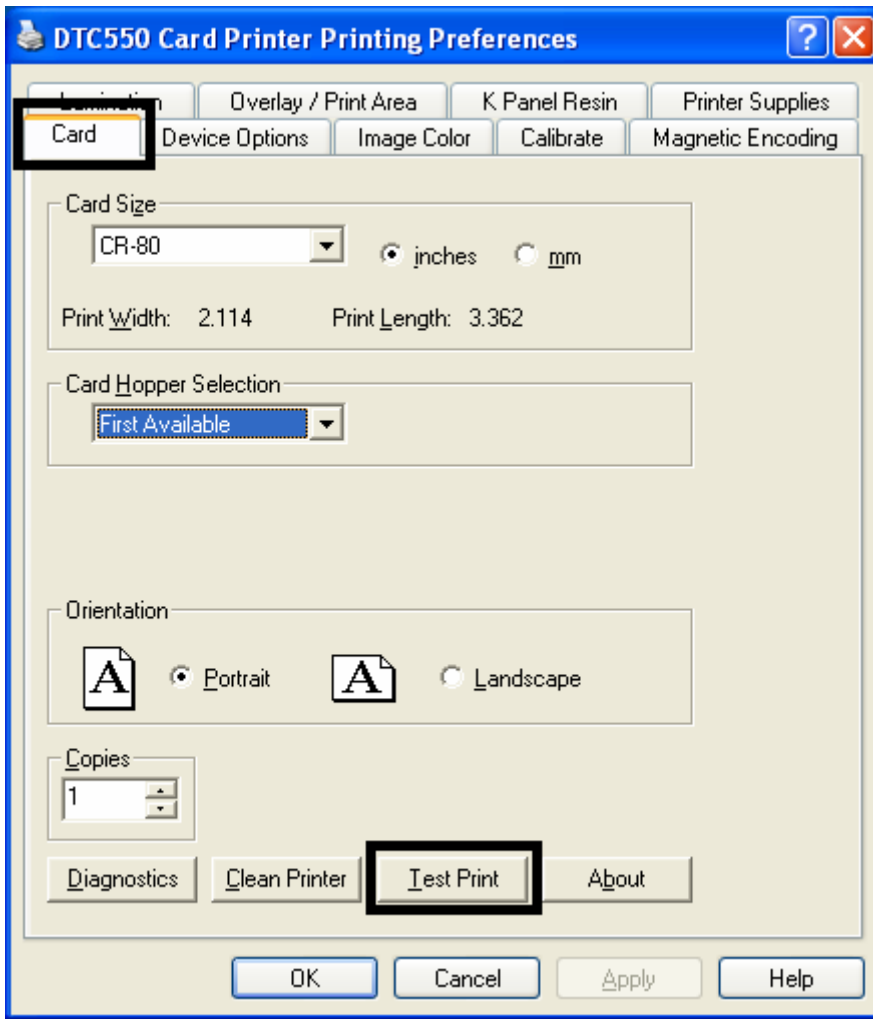 DTC550 Card Printer Printing Preferences
Lamination Overlay / Print Area K Panel Resin Printer Supplies
Card Device Options Image Color Calibrate Magnetic Encoding
Card Size
CR-80 inches mm
Print Width: 2.114 Print Length: 3.362
Card Hopper Selection
First Available
Orientation
A Portrait A Landscape
Copies
1
Diagnostics Clean Printer Test Print About
OK Cancel Apply Help